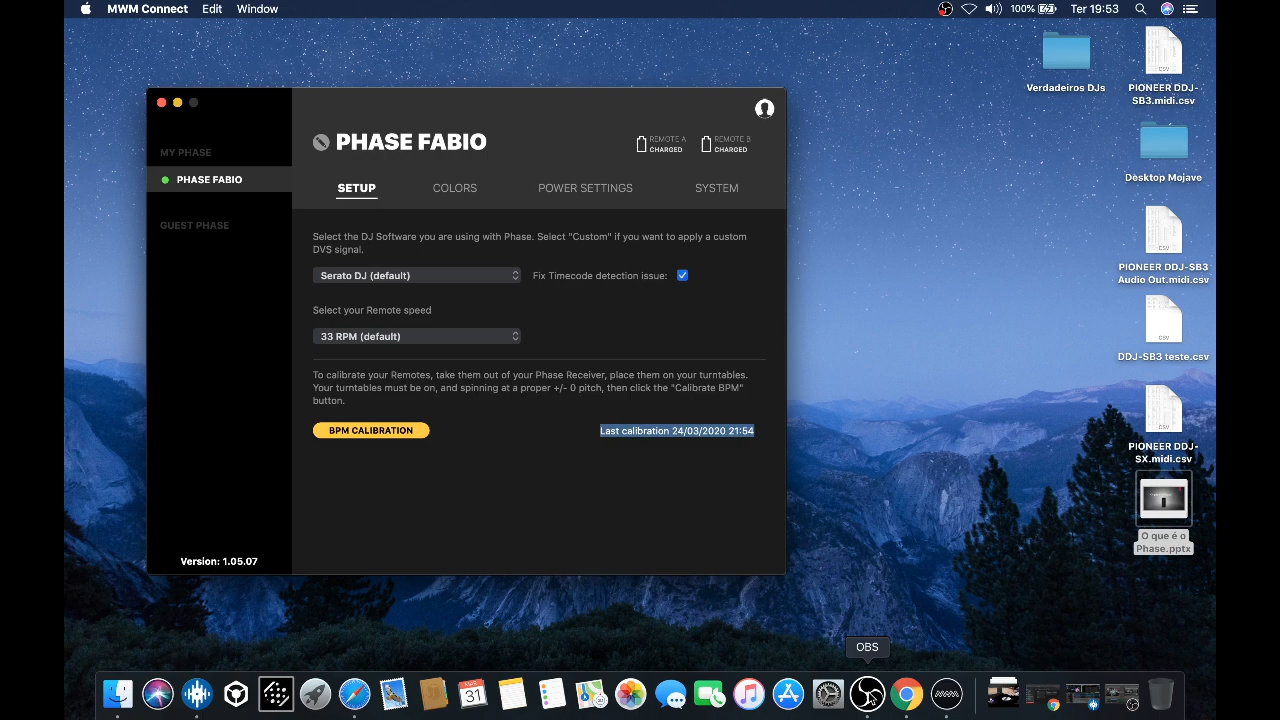 MWM Connect Edit Window
100% Ter 19:53
Verdadeiros DJs
PIONEER DDJ-
SB3.midi.csv
CSV
Desktop Mojave
PIONEER DDJ-SB3
Audio Out.midi.csv
CSV
DDJ-SB3 teste.csv
CSV
PIONEER DDJ-
SX.midi.csv
CSV
O que é o
Phase.pptx
MY PHASE
PHASE FABIO
GUEST PHASE
Version: 1.05.07
PHASE FABIO
REMOTE A
CHARGED
REMOTE B
CHARGED
SETUP COLORS POWER SETTINGS SYSTEM
Select the DJ Software you are using with Phase. Select "Custom" if you want to apply a custom
DVS signal.
Serato DJ (default) Fix Timecode detection issue:
Select your Remote speed
33 RPM (default)
To calibrate your Remotes, take them out of your Phase Receiver, place them on your turntables.
Your turntables must be on, and spinning at a proper +/- 0 pitch, then click the "Calibrate BPM"
button.
BPM CALIBRATION Last calibration 24/03/2020 21:54
OBS
31